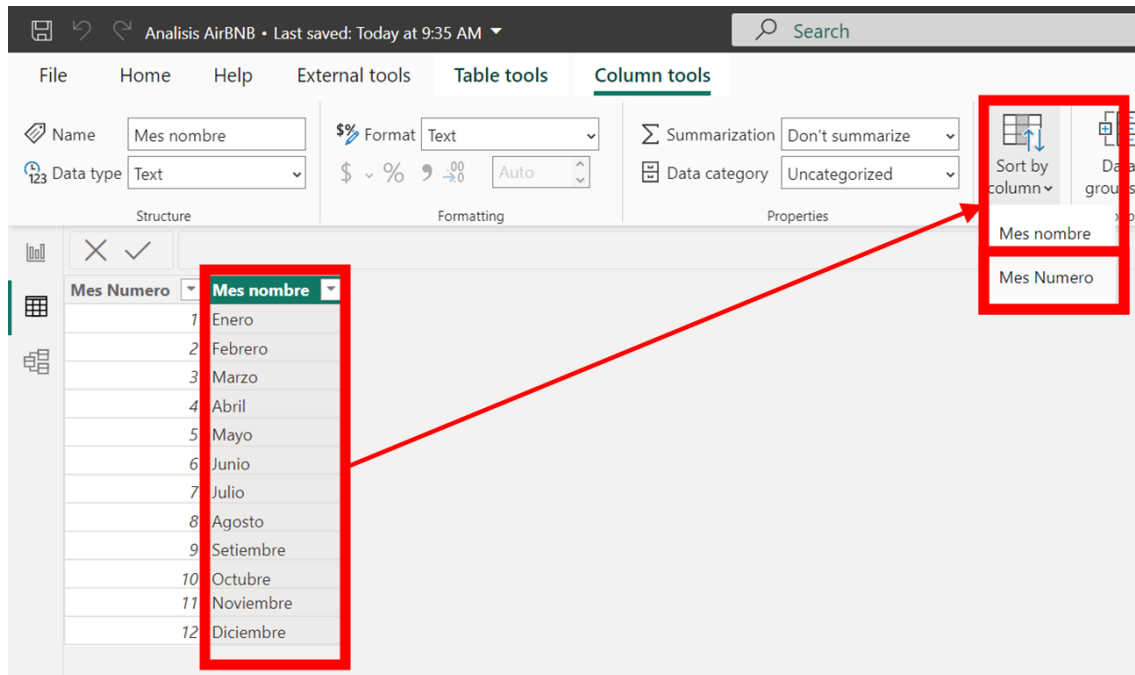 Analisis AirBNB • Last saved: Today at 9:35 AM
Search
File Home Help External tools Table tools Column tools
Name Mes nombre
$% Format Text
Summarization Don't summarize
Sort by
column
Data type Text
$ % 9 .00 Auto
Data category Uncategorized
Structure
Formatting
Properties
Mes nombre
Mes Numero
Mes Numero Mes nombre
1 Enero
2 Febrero
3 Marzo
4 Abril
5 Mayo
6 Junio
7 Julio
8 Agosto
9 Setiembre
10 Octubre
11 Noviembre
12 Diciembre